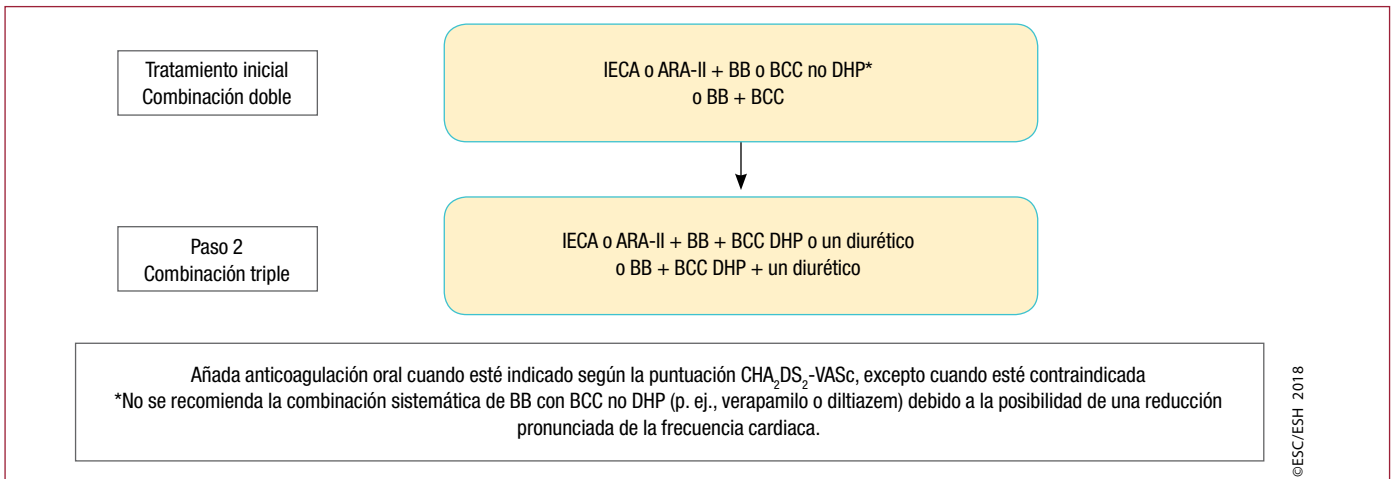 Tratamiento inicial
Combinación doble
IECA o ARA-II + BB o BCC no DHP*
o BB + BCC
Paso 2
Combinación triple
IECA o ARA-II + BB + BCC DHP o un diurético
o BB + BCC DHP + un diurético
Añada anticoagulación oral cuando esté indicado según la puntuación CHA₂DS₂-VASc, excepto cuando esté contraindicada
*No se recomienda la combinación sistemática de BB con BCC no DHP (p. ej., verapamilo o diltiazem) debido a la posibilidad de una reducción
pronunciada de la frecuencia cardiaca.
©ESC/ESH 2018